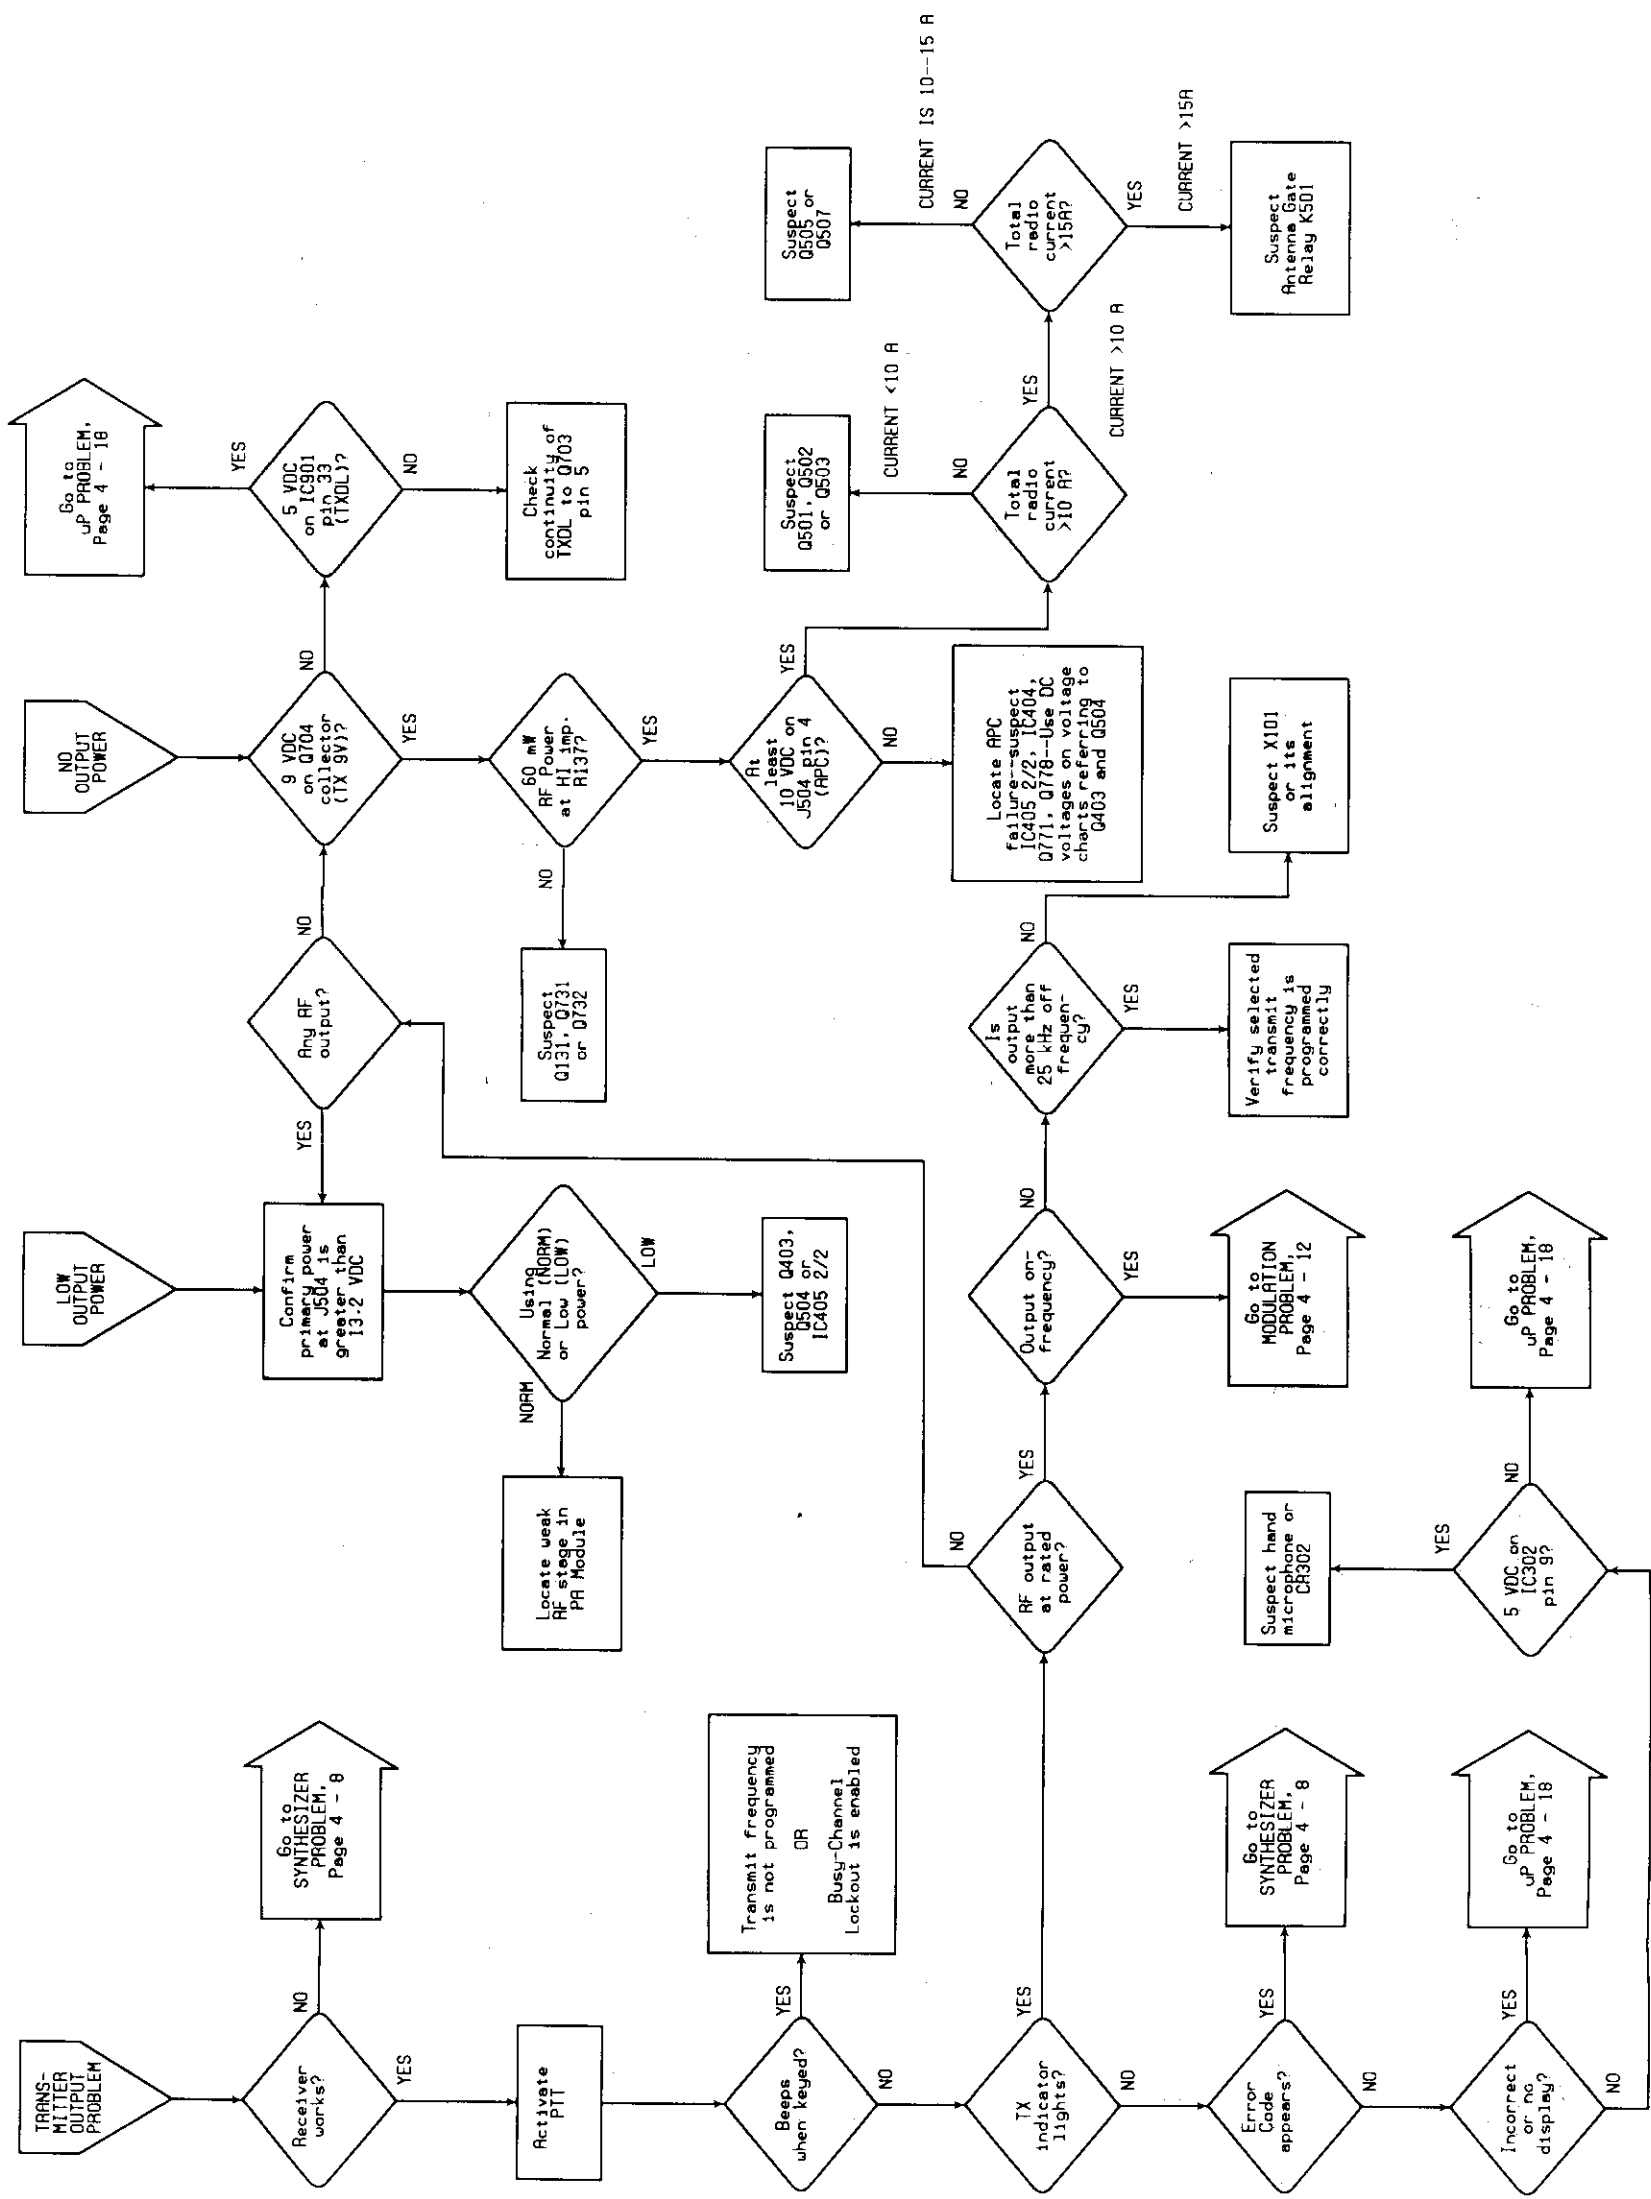 TRANS-
MITTER
OUTPUT
PROBLEM
Receiver
works?
NO
Go to
SYNTHESIZER
PROBLEM,
Page 4 - 8
YES
Activate
PTT
Beeps
when keyed?
YES
Transmit frequency
is not programmed
OR
Busy-Channel
Lockout is enabled
NO
TX
indicator
lights?
YES
NO
Error
Code
appears?
YES
Go to
SYNTHESIZER
PROBLEM,
Page 4 - 8
NO
Incorrect
or no
display?
YES
Go to
uP PROBLEM,
Page 4 - 18
NO
5 VDC on
IC302
pin 9?
YES
Suspect hand
microphone or
CA302
NO
Go to
uP PROBLEM,
Page 4 - 18
RF output
at rated
power?
NO
YES
Output on-
frequency?
YES
Go to
MODULATION
PROBLEM,
Page 4 - 12
NO
Is
output
more than
25 kHz off
frequen-
cy?
YES
Verify selected
transmit
frequency is
programmed
correctly
NO
Suspect X101
or its
alignment
LOW
OUTPUT
POWER
Confirm
primary power
at J504 is
greater than
13.2 VDC
Using
Normal (NORM)
or Low (LOW)
power?
NORM
Locate weak
RF stage in
PA Module
LOW
Suspect Q403,
Q504 or
IC405 2/2
Any RF
output?
YES
NO
NO
OUTPUT
POWER
9 VDC
on Q704
collector
(TX 9V)?
NO
5 VDC
on IC901
pin 33
(TXDL)?
YES
Go to
uP PROBLEM,
Page 4 - 18
NO
Check
continuity of
TXDL to Q703
pin 5
YES
60 mW
RF Power
at HI imp.
R137?
NO
Suspect
Q131, Q731
or Q732
YES
At
least
10 VDC on
J504 pin 4
(APC)?
YES
NO
Locate APC
failure--suspect
IC405 2/2, IC404,
Q771, Q778--Use DC
voltages on voltage
charts referring to
Q403 and Q504
Total
radio
current
>10 A?
NO
CURRENT <10 A
Suspect
Q501, Q502
or Q503
YES
CURRENT >10 A
Total
radio
current
>15A?
NO
CURRENT IS 10--15 A
Suspect
Q505 or
Q507
YES
CURRENT >15A
Suspect
Antenna Gate
Relay K501